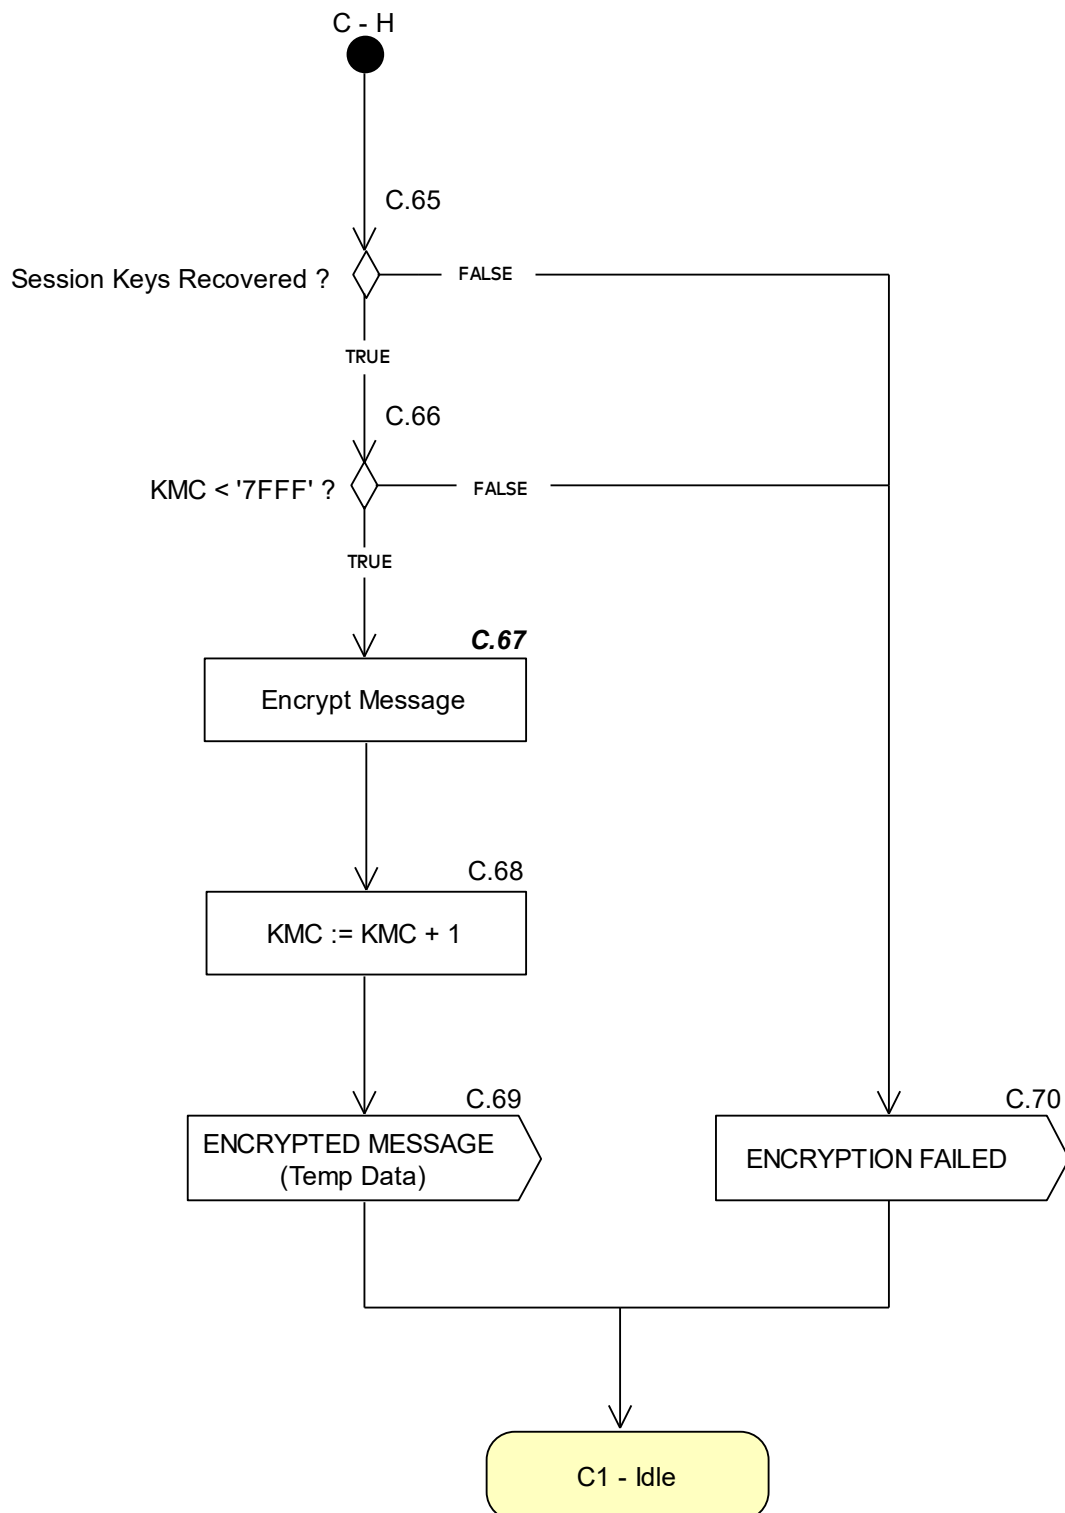 C - H
C.65
Session Keys Recovered ?
FALSE
TRUE
C.66
KMC < '7FFF' ?
FALSE
TRUE
C.67
Encrypt Message
C.68
KMC := KMC + 1
C.69
ENCRYPTED MESSAGE
(Temp Data)
C.70
ENCRYPTION FAILED
C1 - Idle